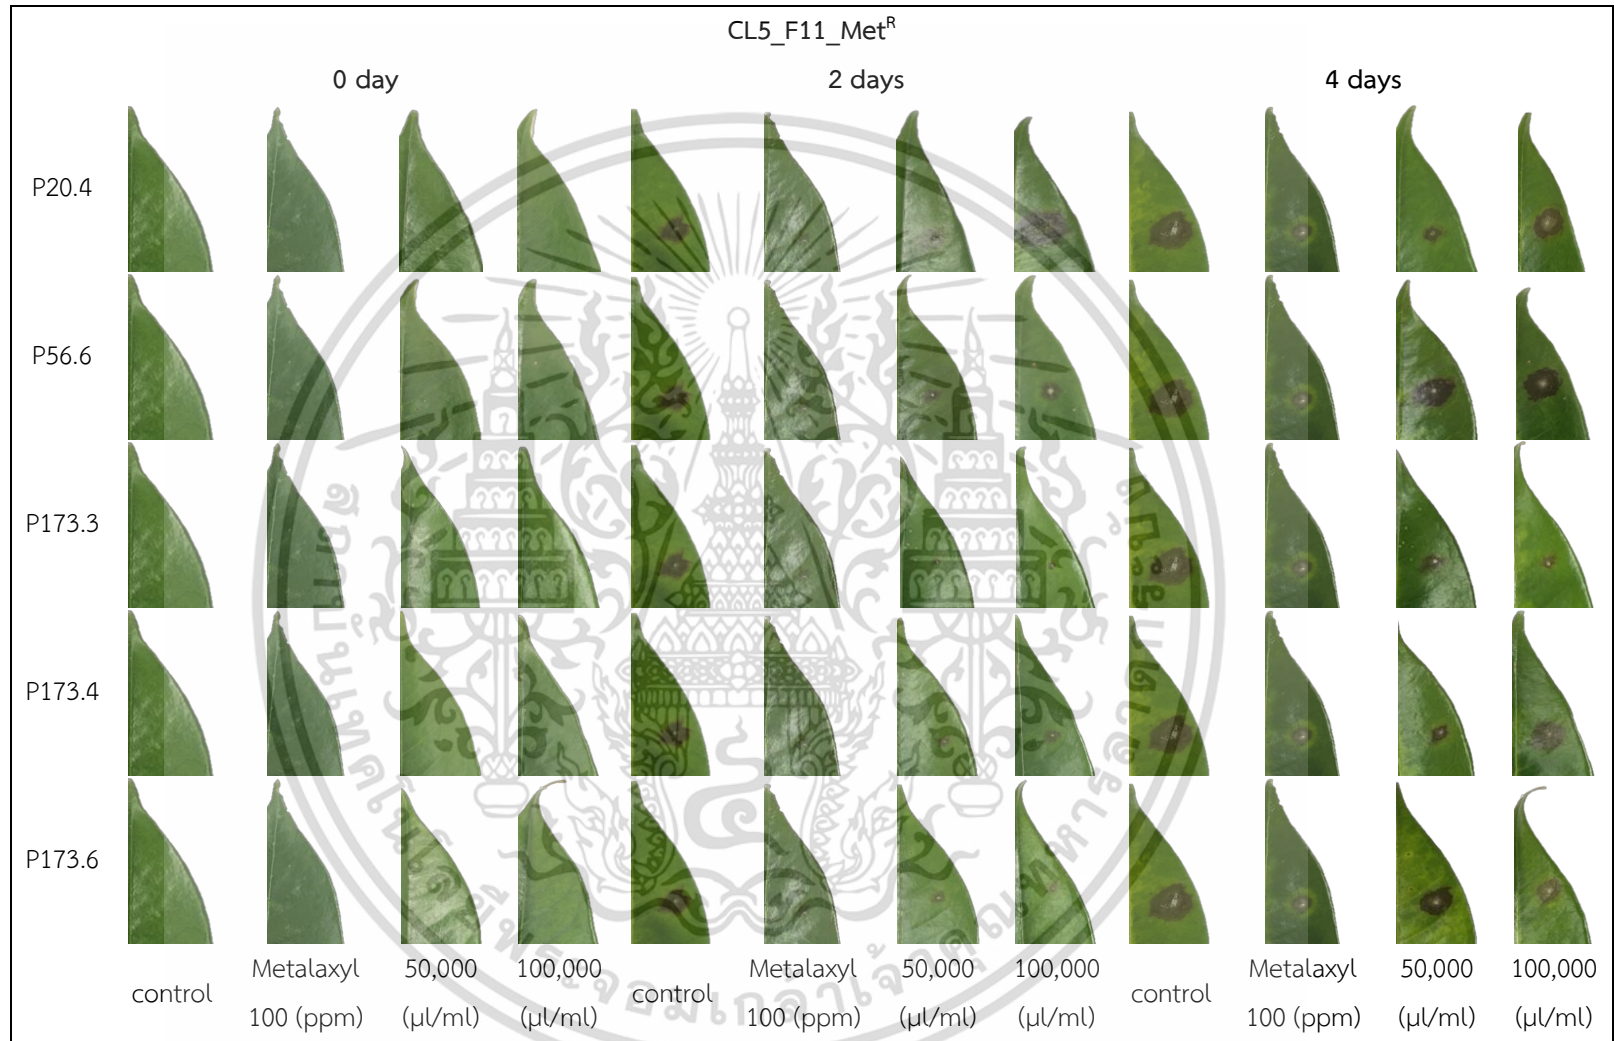 CL5_F11_Met^R
0 day 2 days 4 days
P20.4
P56.6
P173.3
P173.4
P173.6
control Metalaxyl 100 (ppm) 50,000 (µl/ml) 100,000 (µl/ml) control Metalaxyl 100 (ppm) 50,000 (µl/ml) 100,000 (µl/ml) control Metalaxyl 100 (ppm) 50,000 (µl/ml) 100,000 (µl/ml)